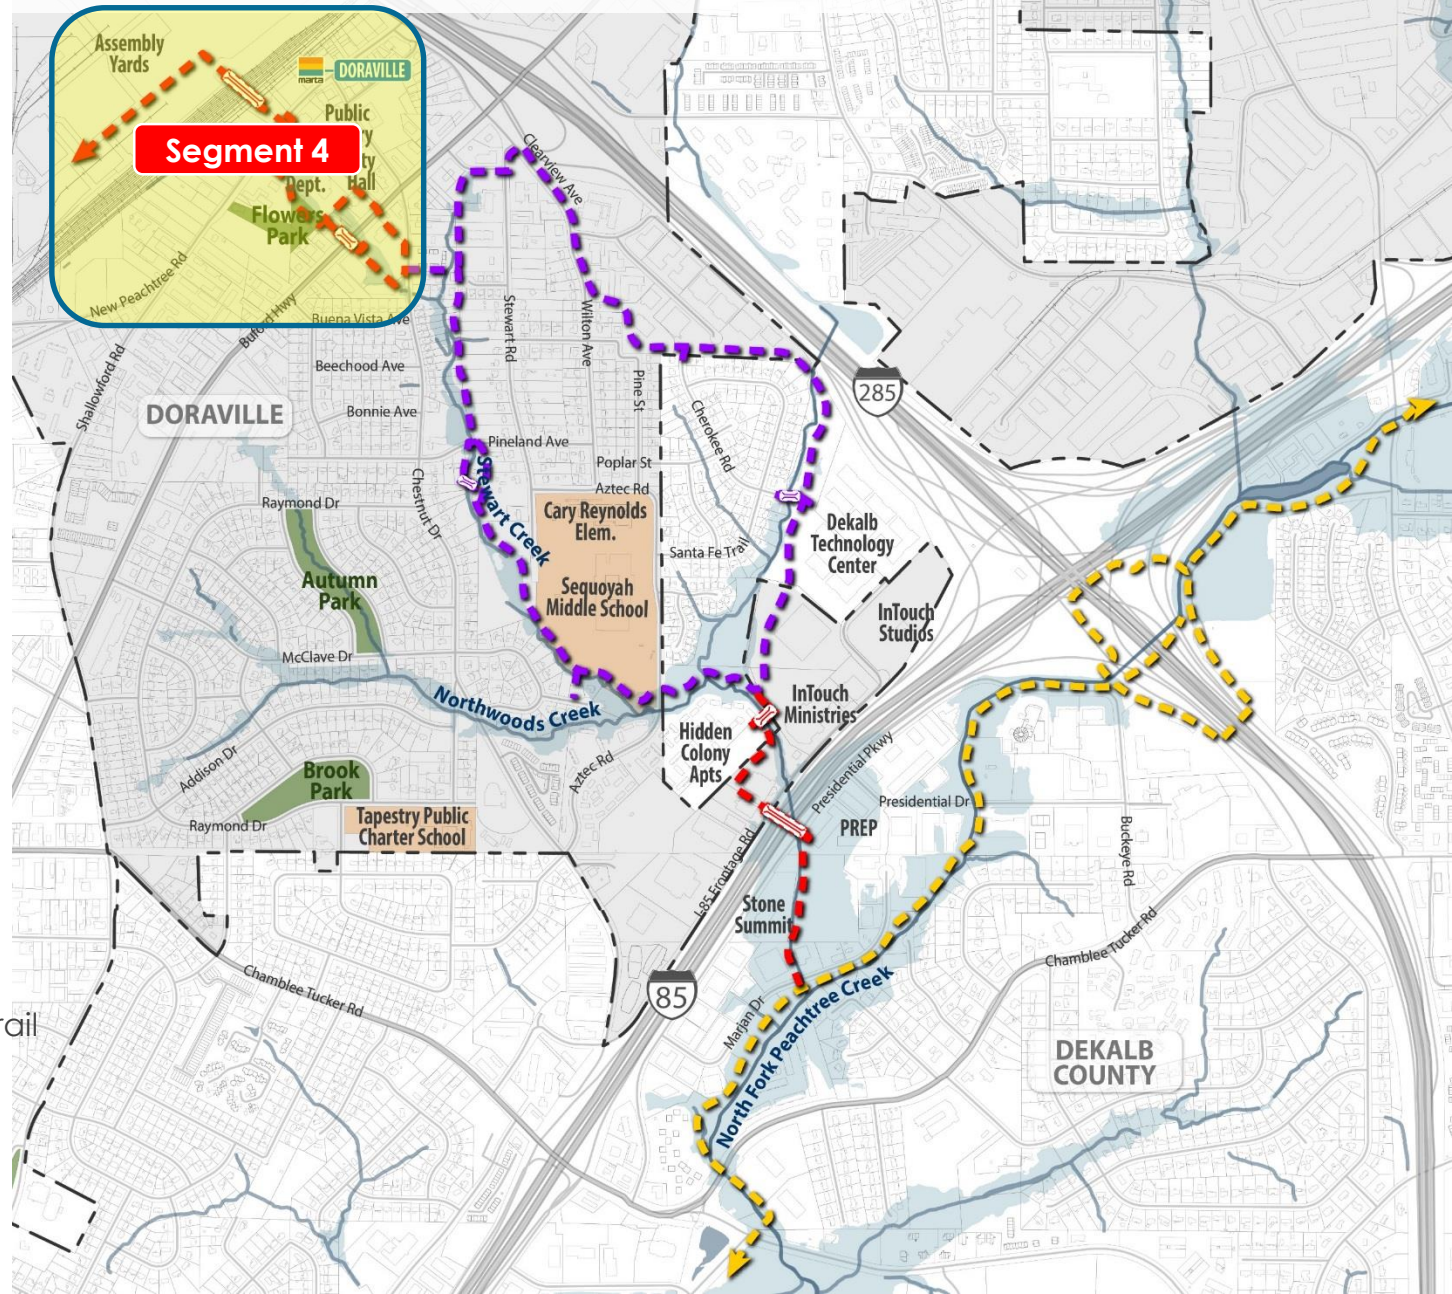 Assembly
Yards
marta
DORAVILLE
Public
Segment 4
Dept.
Hall
Flowers
Park
New Peachtree Rd
Buford Hwy
Buena Vista Ave
Shallowford Rd
Beechood Ave
Bonnie Ave
DORAVILLE
Clearview Ave
Stewart Rd
Wilton Ave
Pine St
Cherokee Rd
285
Pineland Ave
Poplar St
Aztec Rd
Chestnut Dr
Stewart Creek
Raymond Dr
Cary Reynolds
Elem.
Sequoyah
Middle School
Santa Fe Trail
Dekalb
Technology
Center
InTouch
Studios
Autumn
Park
McClave Dr
Northwoods Creek
InTouch
Ministries
Hidden
Colony
Apts
Aztec Rd
Addison Dr
Brook
Park
Raymond Dr
Tapestry Public
Charter School
Presidential Pkwy
Presidential Dr
PREP
Buckeye Rd
I-85 Frontage Rd
Stone
Summit
Chamblee Tucker Rd
Chamblee Tucker Rd
85
Marjan Dr
North Fork Peachtree Creek
DEKALB
COUNTY